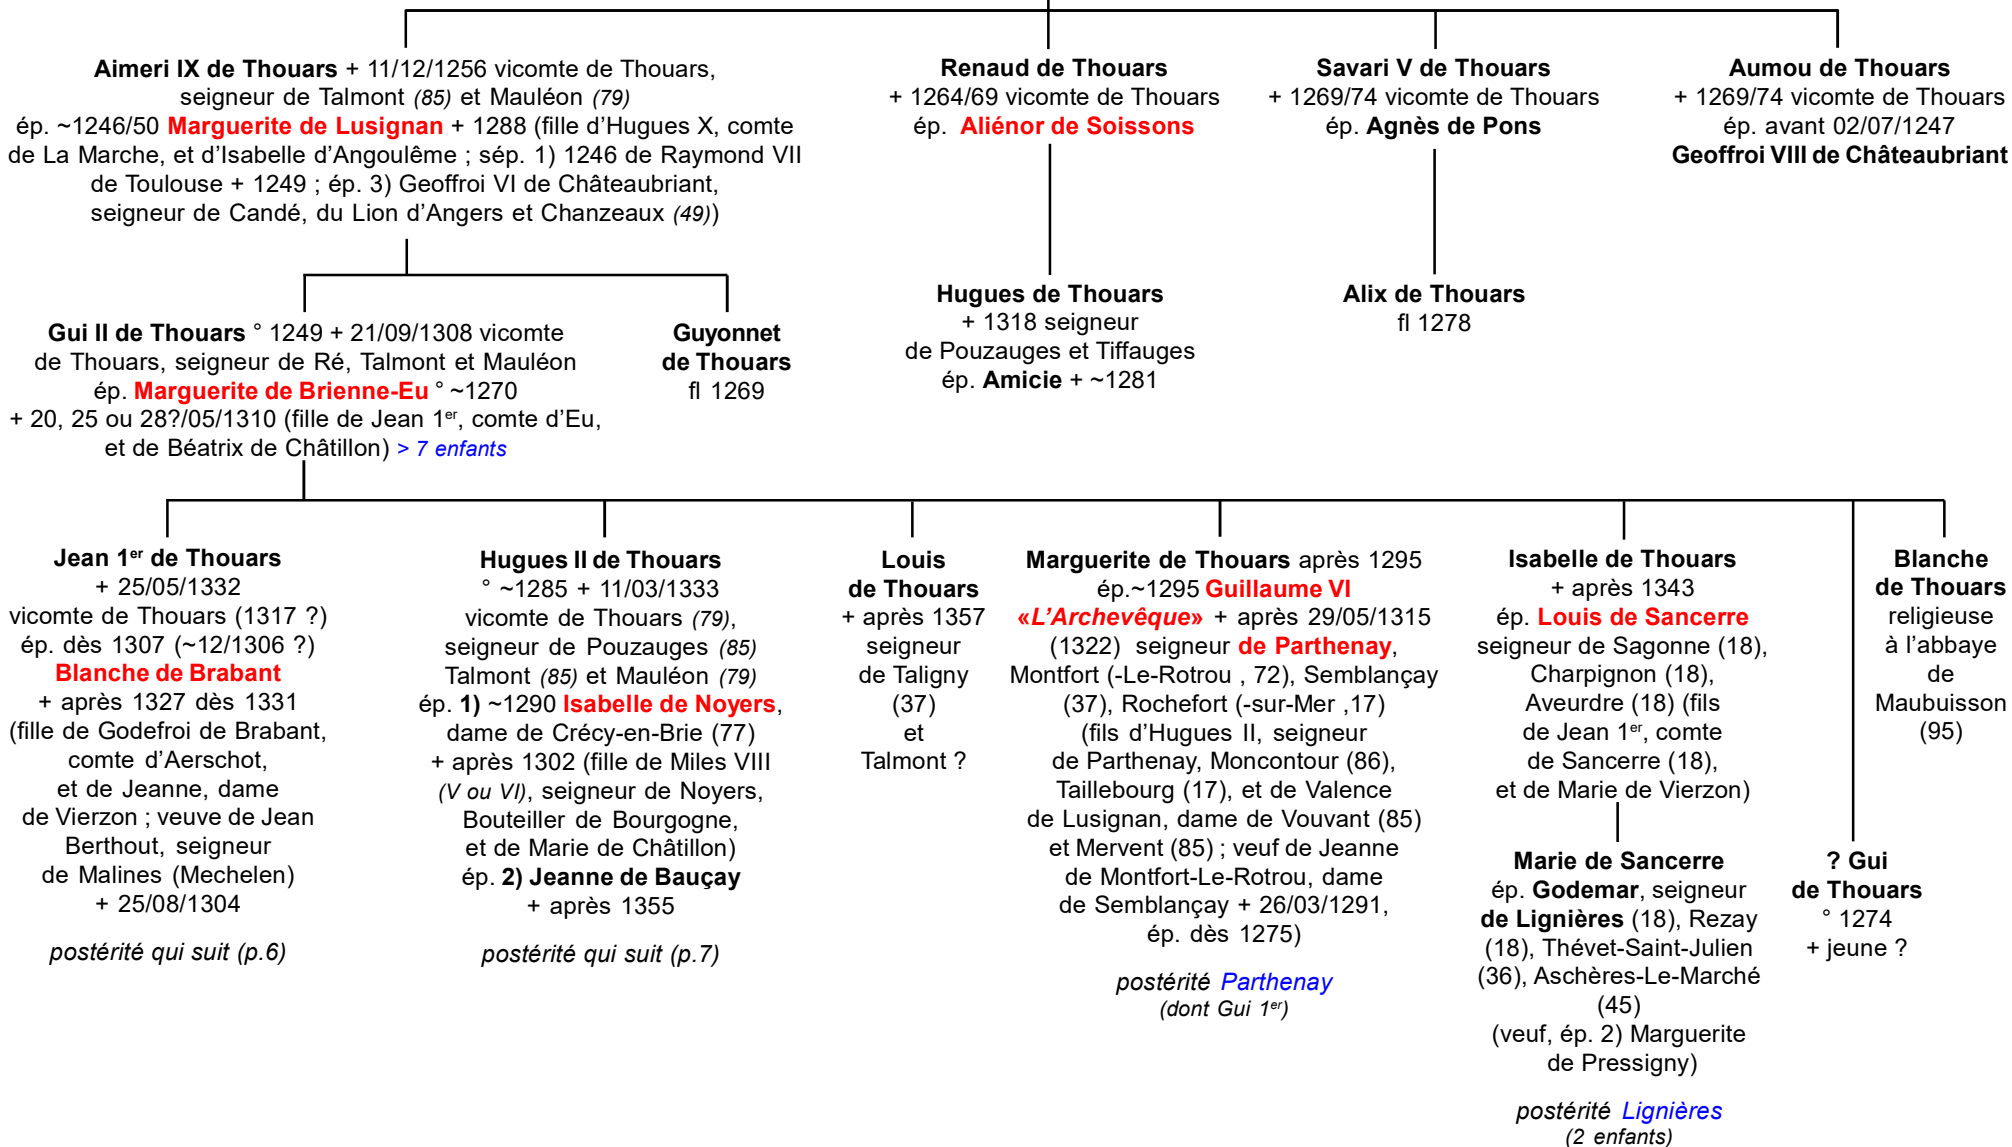 Aimeri IX de Thouars + 11/12/1256 vicomte de Thouars,
seigneur de Talmont (85) et Mauléon (79)
ép. ~1246/50 Marguerite de Lusignan + 1288 (fille d’Hugues X, comte
de La Marche, et d’Isabelle d’Angoulême ; sép. 1) 1246 de Raymond VII
de Toulouse + 1249 ; ép. 3) Geoffroi VI de Châteaubriant,
seigneur de Candé, du Lion d’Angers et Chanzeaux (49))
Renaud de Thouars
+ 1264/69 vicomte de Thouars
ép. Aliénor de Soissons
Savari V de Thouars
+ 1269/74 vicomte de Thouars
ép. Agnès de Pons
Aumou de Thouars
+ 1269/74 vicomte de Thouars
ép. avant 02/07/1247
Geoffroi VIII de Châteaubriant
Gui II de Thouars ° 1249 + 21/09/1308 vicomte
de Thouars, seigneur de Ré, Talmont et Mauléon
ép. Marguerite de Brienne-Eu ° ~1270
+ 20, 25 ou 28?/05/1310 (fille de Jean 1er, comte d’Eu,
et de Béatrix de Châtillon) > 7 enfants
Guyonnet
de Thouars
fl 1269
Hugues de Thouars
+ 1318 seigneur
de Pouzauges et Tiffauges
ép. Amicie + ~1281
Alix de Thouars
fl 1278
Jean 1er de Thouars
+ 25/05/1332
vicomte de Thouars (1317 ?)
ép. dès 1307 (~12/1306 ?)
Blanche de Brabant
+ après 1327 dès 1331
(fille de Godefroi de Brabant,
comte d’Aerschot,
et de Jeanne, dame
de Vierzon ; veuve de Jean
Berthout, seigneur
de Malines (Mechelen)
+ 25/08/1304
postérité qui suit (p.6)
Hugues II de Thouars
° ~1285 + 11/03/1333
vicomte de Thouars (79),
seigneur de Pouzauges (85)
Talmont (85) et Mauléon (79)
ép. 1) ~1290 Isabelle de Noyers,
dame de Crécy-en-Brie (77)
+ après 1302 (fille de Miles VIII
(V ou VI), seigneur de Noyers,
Bouteiller de Bourgogne,
et de Marie de Châtillon)
ép. 2) Jeanne de Bauçay
+ après 1355
postérité qui suit (p.7)
Louis
de Thouars
+ après 1357
seigneur
de Taligny
(37)
et
Talmont ?
Marguerite de Thouars après 1295
ép.~1295 Guillaume VI
«L’Archevêque» + après 29/05/1315
(1322) seigneur de Parthenay,
Montfort (-Le-Rotrou , 72), Semblançay
(37), Rochefort (-sur-Mer ,17)
(fils d’Hugues II, seigneur
de Parthenay, Moncontour (86),
Taillebourg (17), et de Valence
de Lusignan, dame de Vouvant (85)
et Mervent (85) ; veuf de Jeanne
de Montfort-Le-Rotrou, dame
de Semblançay + 26/03/1291,
ép. dès 1275)
postérité Parthenay
(dont Gui 1er)
Isabelle de Thouars
+ après 1343
ép. Louis de Sancerre
seigneur de Sagonne (18),
Charpignon (18),
Aveurdre (18) (fils
de Jean 1er, comte
de Sancerre (18),
et de Marie de Vierzon)
Marie de Sancerre
ép. Godemar, seigneur
de Lignières (18), Rezay
(18), Thévet-Saint-Julien
(36), Aschères-Le-Marché
(45)
(veuf, ép. 2) Marguerite
de Pressigny)
postérité Lignières
(2 enfants)
? Gui
de Thouars
° 1274
+ jeune ?
Blanche
de Thouars
religieuse
à l’abbaye
de
Maubuisson
(95)